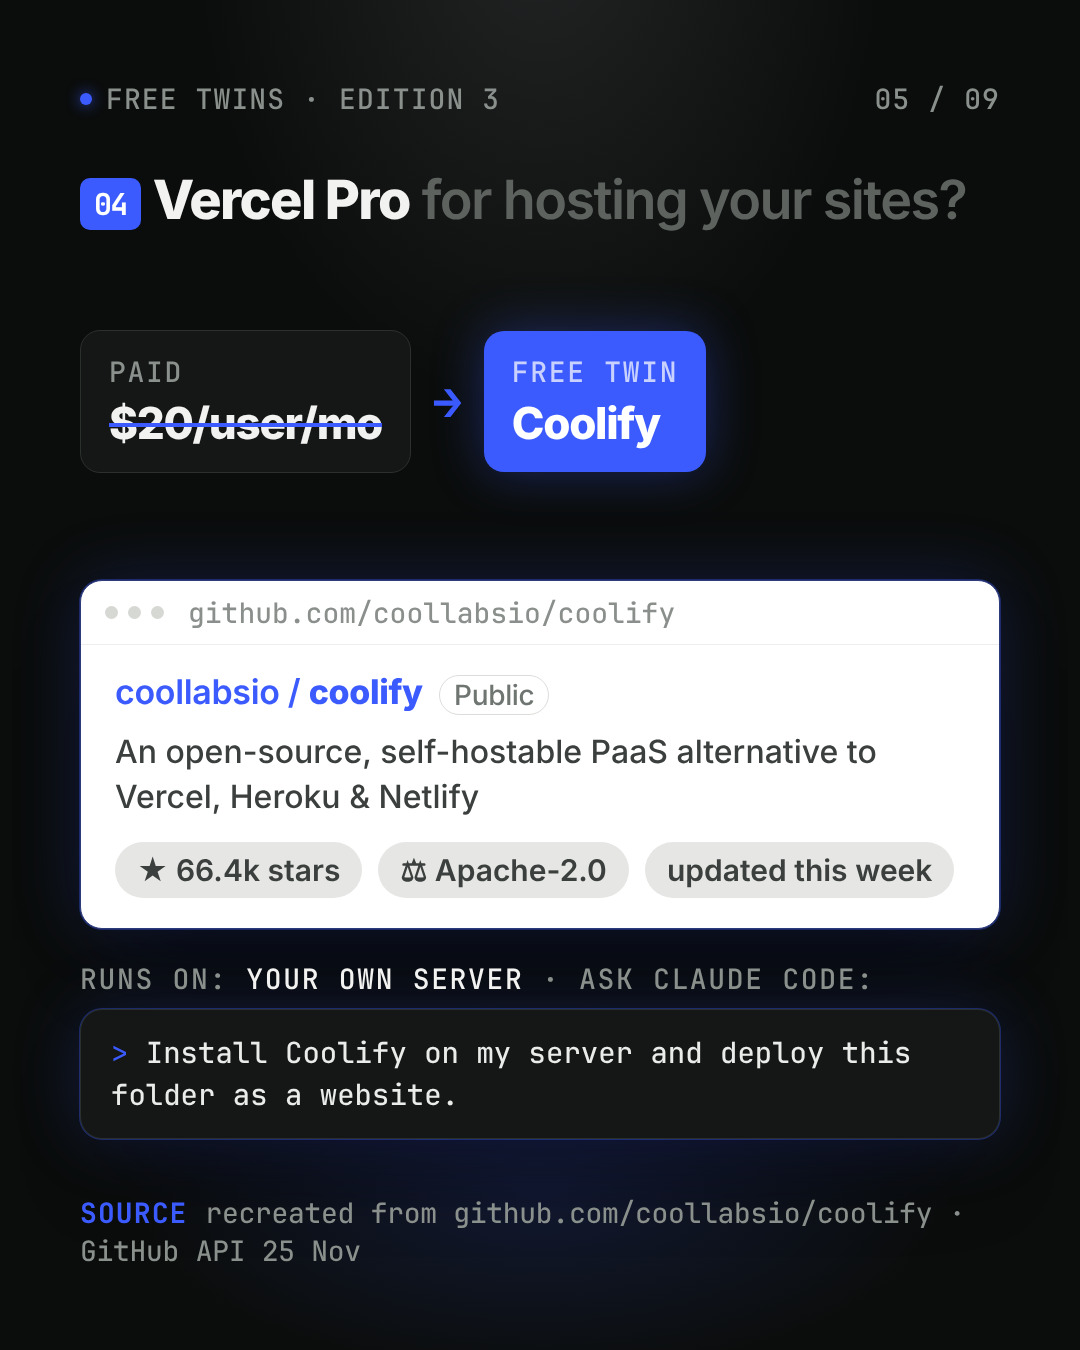 FREE TWINS · EDITION 3
05 / 09
04 Vercel Pro for hosting your sites?
PAID
$20/user/mo
→
FREE TWIN
Coolify
github.com/coollabsio/coolify
coollabsio / coolify Public
An open-source, self-hostable PaaS alternative to
Vercel, Heroku & Netlify
★ 66.4k stars
⚖ Apache-2.0
updated this week
RUNS ON: YOUR OWN SERVER · ASK CLAUDE CODE:
> Install Coolify on my server and deploy this
folder as a website.
SOURCE recreated from github.com/coollabsio/coolify ·
GitHub API 25 Nov